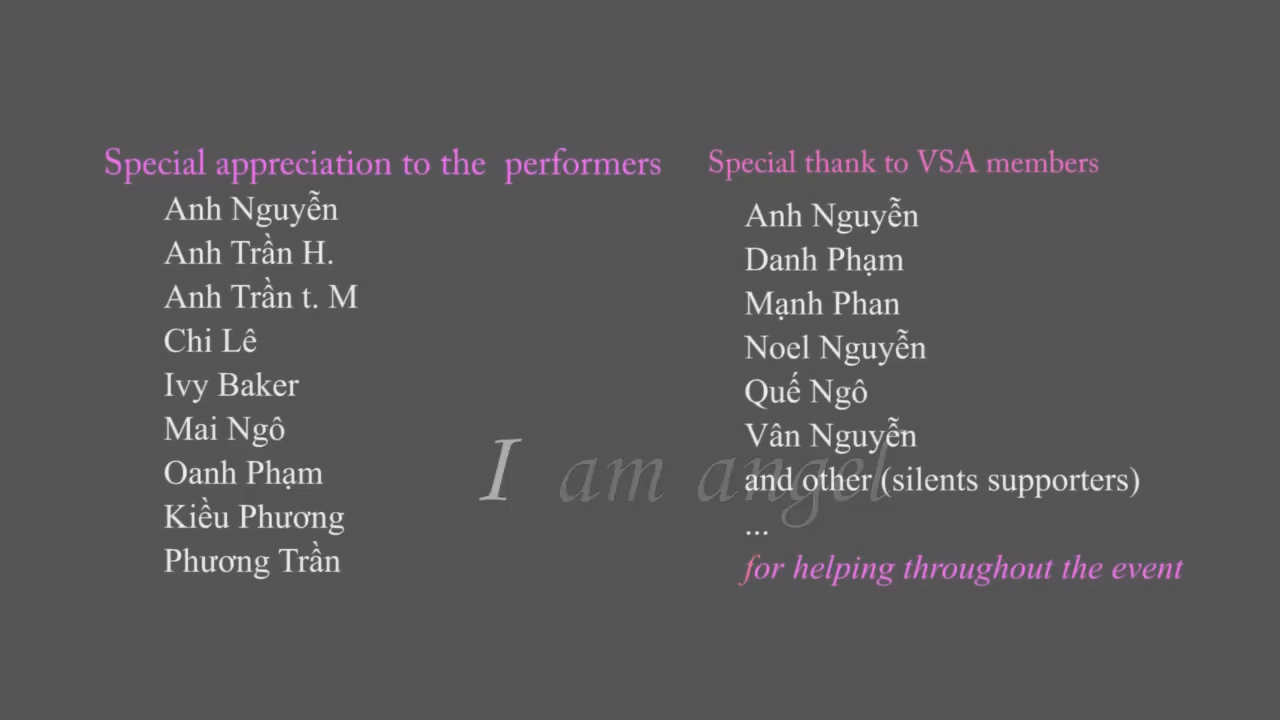 Special appreciation to the performers
Anh Nguyễn
Anh Trần H.
Anh Trần t. M
Chi Lê
Ivy Baker
Mai Ngô
Oanh Phạm
Kiều Phương
Phương Trần
Special thank to VSA members
Anh Nguyễn
Danh Phạm
Mạnh Phan
Noel Nguyễn
Quế Ngô
Vân Nguyễn
and other (silents supporters)
...
for helping throughout the event
I am angel